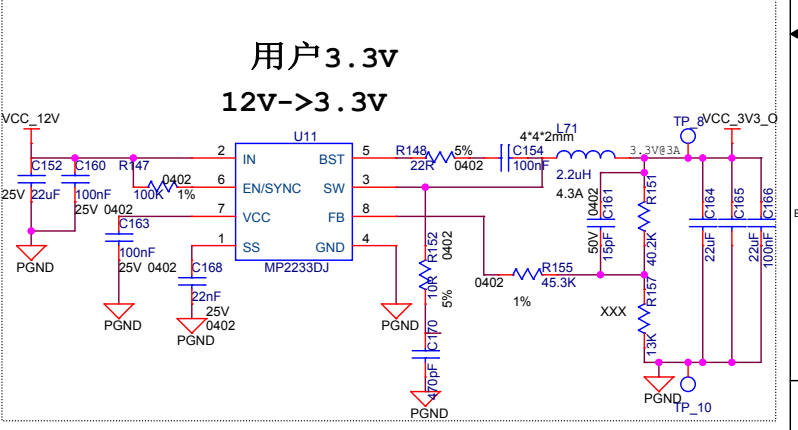 用户3.3V
12V->3.3V
VCC_12V
C152
22uF
25V
C160
100nF
25V 0402
R147
100K
0402
1%
C163
100nF
25V 0402
C168
22nF
25V
0402
PGND
PGND
PGND
U11
2
IN
6
EN/SYNC
7
VCC
1
SS
BST
5
SW
3
FB
8
GND
4
MP2233DJ
R148
22R
5%
0402
C154
100nF
4*4*2mm
L71
2.2uH
4.3A
3.3V@3A
TP_8
VCC_3V3_O
R152
10R
0402
5%
C170
470pF
PGND
PGND
0402
R155
45.3K
1%
C161
15pF
0402
50V
R151
40.2K
R157
13K
XXX
C164
22uF
C165
22uF
C166
100nF
PGND
TP_10